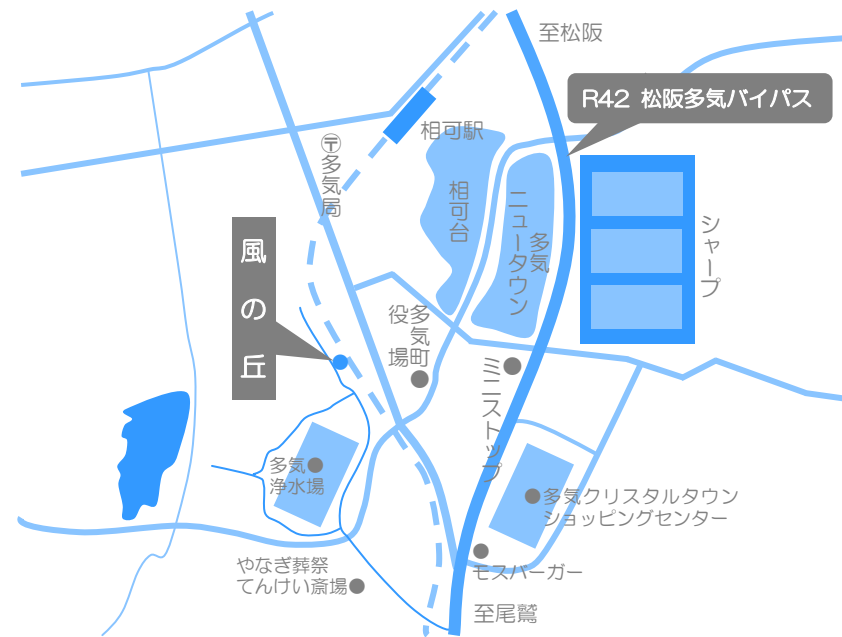 至松阪
R42 松阪多気バイパス
相可駅
〒多気局
相可台
多気
ニュータウン
シャープ
風の丘
多気町
役場
ミニストップ
多気
浄水場
多気クリスタルタウン
ショッピングセンター
やなぎ葬祭
てんけい斎場
モスバーガー
至尾鷲